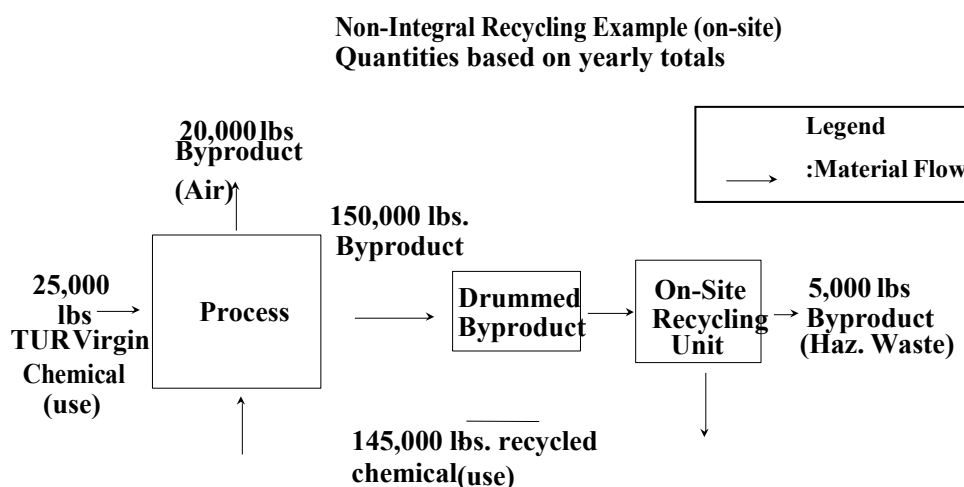 Non-Integral Recycling Example (on-site)
Quantities based on yearly totals
20,000 lbs
Byproduct
(Air)
Legend
:Material Flow
150,000 lbs.
Byproduct
25,000
lbs
TUR Virgin
Chemical
(use)
Process
Drummed
Byproduct
On-Site
Recycling
Unit
5,000 lbs
Byproduct
(Haz. Waste)
145,000 lbs. recycled
chemical(use)